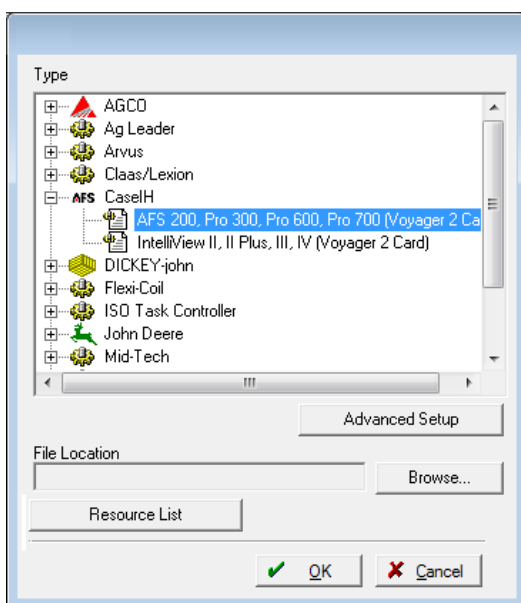 Type
AGCO
Ag Leader
Arvus
Claas/Lexion
AFS CaseIH
AFS 200, Pro 300, Pro 600, Pro 700 (Voyager 2 Ca
IntelliView II, II Plus, III, IV (Voyager 2 Card)
DICKEY-john
Flexi-Coil
ISO Task Controller
John Deere
Mid-Tech
Advanced Setup
File Location
Browse...
Resource List
OK
Cancel